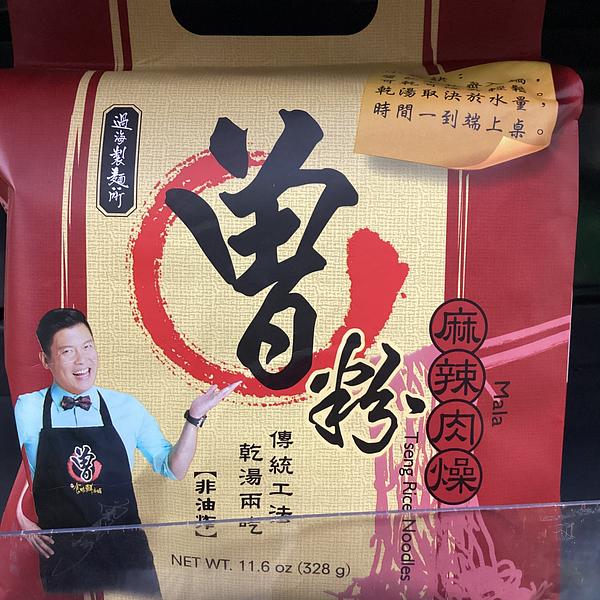 乾湯取決於水量。
時間一到端上桌。
過海製麵所
曾
粉
麻辣肉燥
Mala
Tseng Rice Noodles
傳統工法
乾湯兩吃
【非油炸】
曾
NET WT. 11.6 oz (328 g)